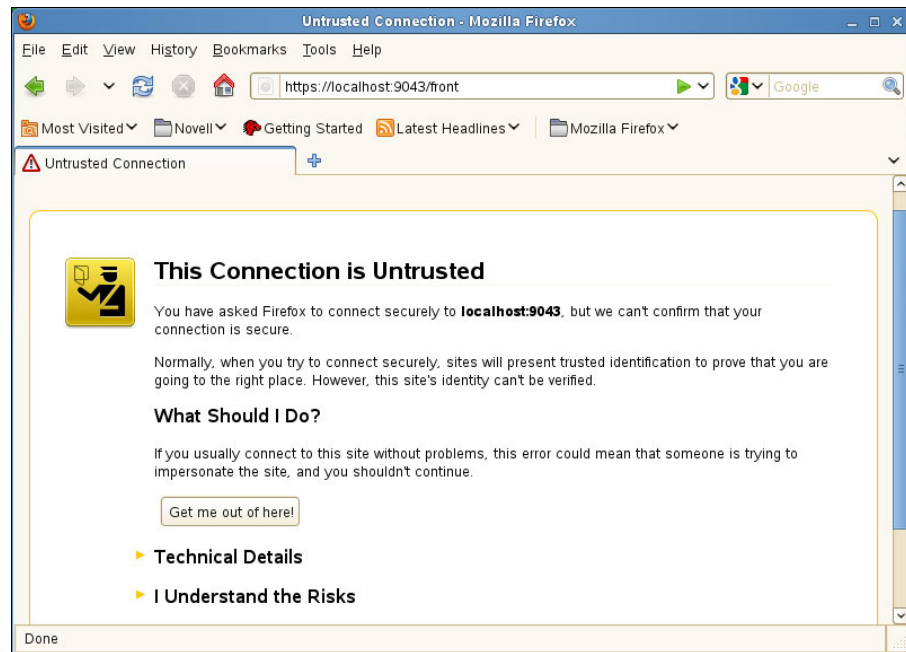 Untrusted Connection - Mozilla Firefox
File Edit View History Bookmarks Tools Help
https://localhost:9043/front Google
Most Visited Novell Getting Started Latest Headlines Mozilla Firefox
Untrusted Connection
This Connection is Untrusted
You have asked Firefox to connect securely to localhost:9043, but we can't confirm that your
connection is secure.
Normally, when you try to connect securely, sites will present trusted identification to prove that you are
going to the right place. However, this site's identity can't be verified.
What Should I Do?
If you usually connect to this site without problems, this error could mean that someone is trying to
impersonate the site, and you shouldn't continue.
Get me out of here!
Technical Details
I Understand the Risks
Done